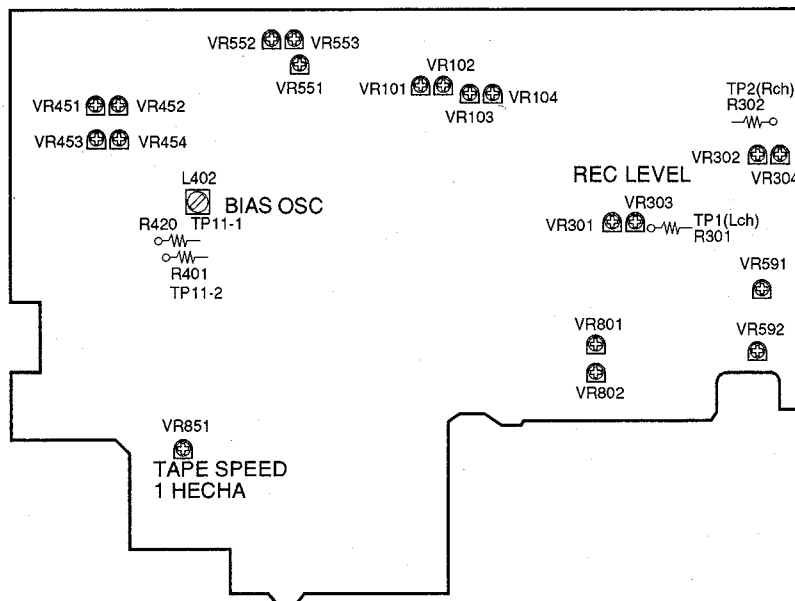 VR552
VR553
VR551
VR102
VR101
VR104
VR103
TP2(Rch)
R302
VR451
VR452
VR453
VR454
VR302
VR304
L402
BIAS OSC
TP11-1
R420
R401
TP11-2
REC LEVEL
VR303
VR301
TP1(Lch)
R301
VR591
VR801
VR592
VR802
VR851
TAPE SPEED
1 HECHA